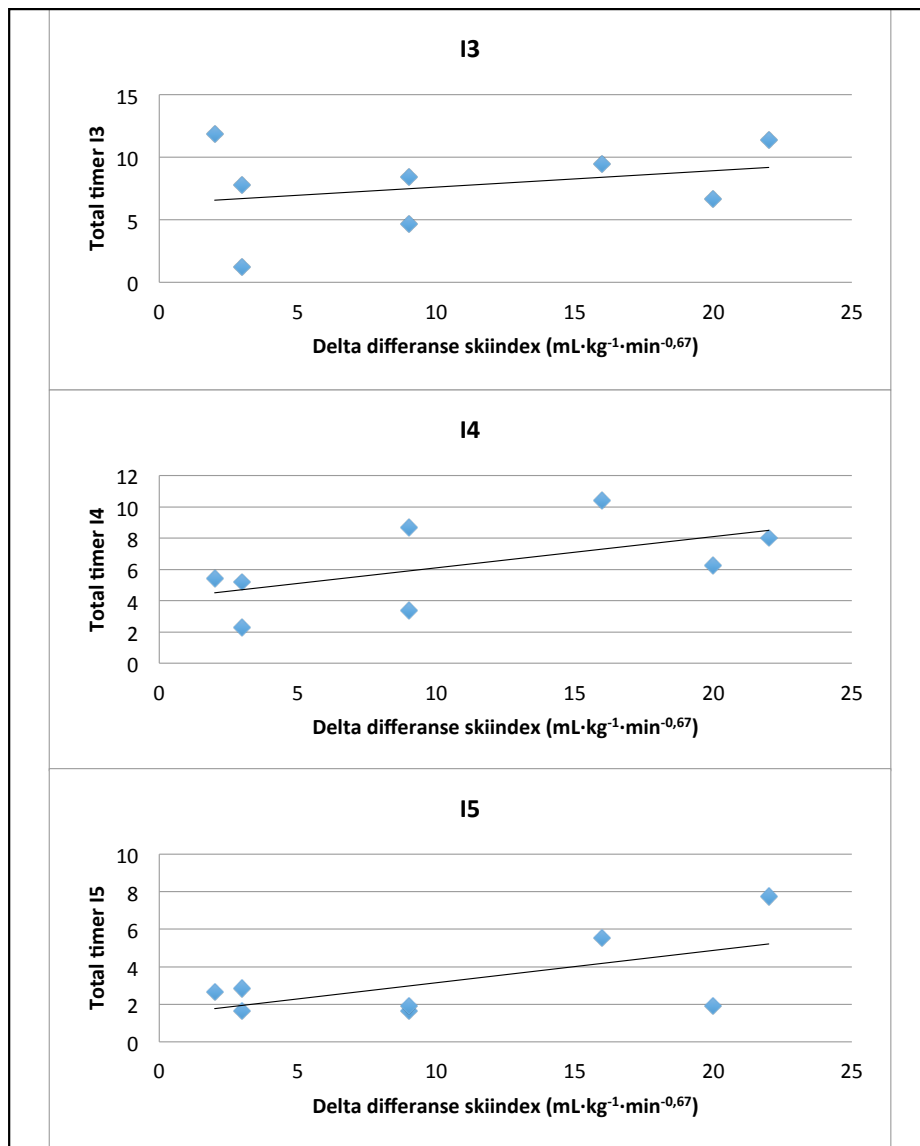 I3
15
10
5
0
Total timer I3
0 5 10 15 20 25
Delta differanse skiindex (mL·kg⁻¹·min⁻⁰,⁶⁷)
I4
12
10
8
6
4
2
0
Total timer I4
0 5 10 15 20 25
Delta differanse skiindex (mL·kg⁻¹·min⁻⁰,⁶⁷)
I5
10
8
6
4
2
0
Total timer I5
0 5 10 15 20 25
Delta differanse skiindex (mL·kg⁻¹·min⁻⁰,⁶⁷)